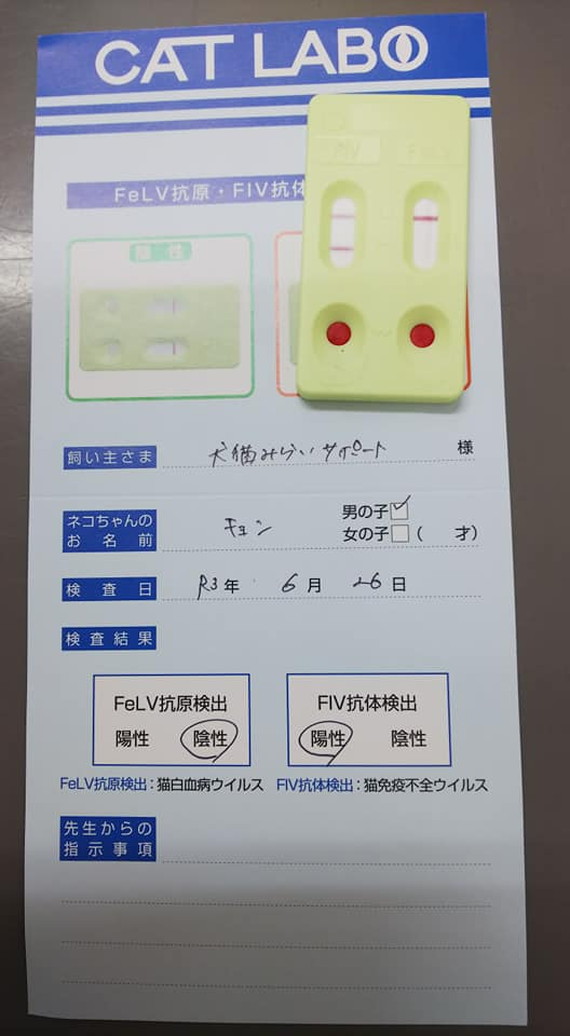 CAT LABO
FeLV抗原・FIV抗体
陰性
飼い主さま 犬猫みらいサポート 様
ネコちゃんの
お名前 キョン 男の子☑
女の子□( 才)
検査日 R3年 6月 26日
検査結果
FeLV抗原検出 FIV抗体検出
陽性 陰性 陽性 陰性
FeLV抗原検出:猫白血病ウイルス FIV抗体検出:猫免疫不全ウイルス
先生からの
指示事項